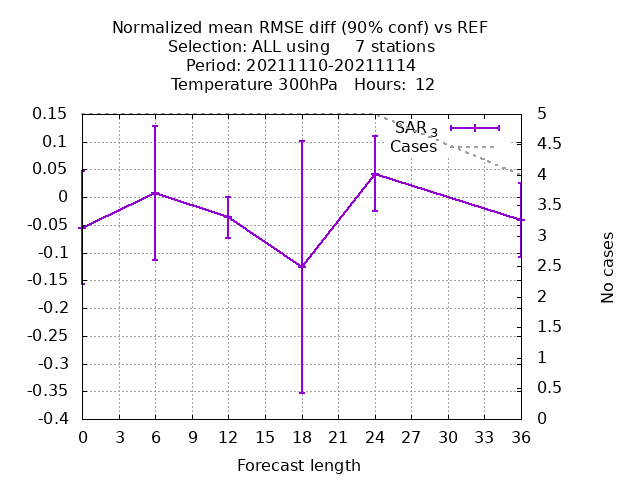 Normalized mean RMSE diff (90% conf) vs REF
Selection: ALL using     7 stations
Period: 20211110-20211114
Temperature 300hPa   Hours:  12
0.15
0.1
0.05
0
-0.05
-0.1
-0.15
-0.2
-0.25
-0.3
-0.35
-0.4
SAR 3
Cases
5
4.5
4
3.5
3
2.5
2
1.5
1
0.5
0
No cases
0 3 6 9 12 15 18 21 24 27 30 33 36
Forecast length